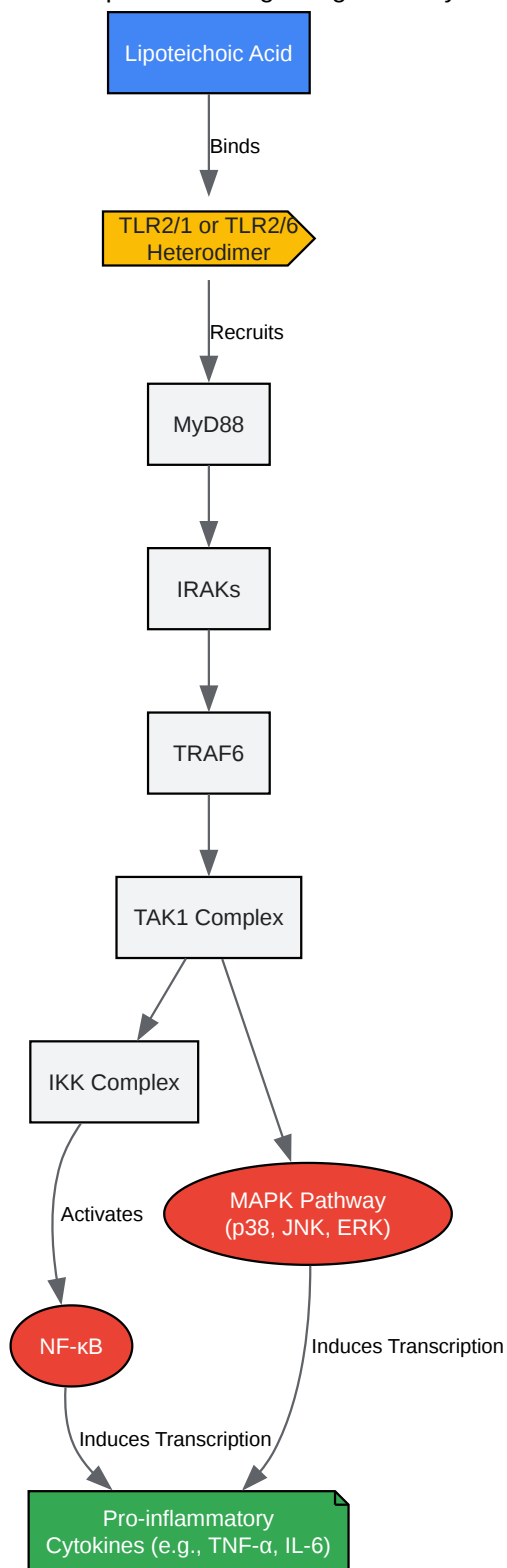 Lipoteichoic Acid
Binds
TLR2/1 or TLR2/6
Heterodimer
Recruits
MyD88
IRAKs
TRAF6
TAK1 Complex
IKK Complex
MAPK Pathway
(p38, JNK, ERK)
Activates
NF-κB
Induces Transcription
Induces Transcription
Pro-inflammatory
Cytokines (e.g., TNF-α, IL-6)